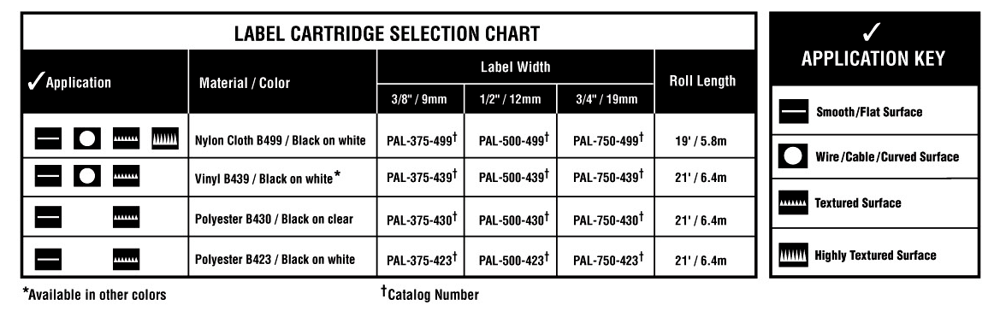 LABEL CARTRIDGE SELECTION CHART
✓Application
Material / Color
Label Width
3/8" / 9mm
1/2" / 12mm
3/4" / 19mm
Roll Length
Nylon Cloth B499 / Black on white PAL-375-499† PAL-500-499† PAL-750-499† 19' / 5.8m
Vinyl B439 / Black on white* PAL-375-439† PAL-500-439† PAL-750-439† 21' / 6.4m
Polyester B430 / Black on clear PAL-375-430† PAL-500-430† PAL-750-430† 21' / 6.4m
Polyester B423 / Black on white PAL-375-423† PAL-500-423† PAL-750-423† 21' / 6.4m
*Available in other colors
†Catalog Number
✓
APPLICATION KEY
Smooth/Flat Surface
Wire/Cable/Curved Surface
Textured Surface
Highly Textured Surface